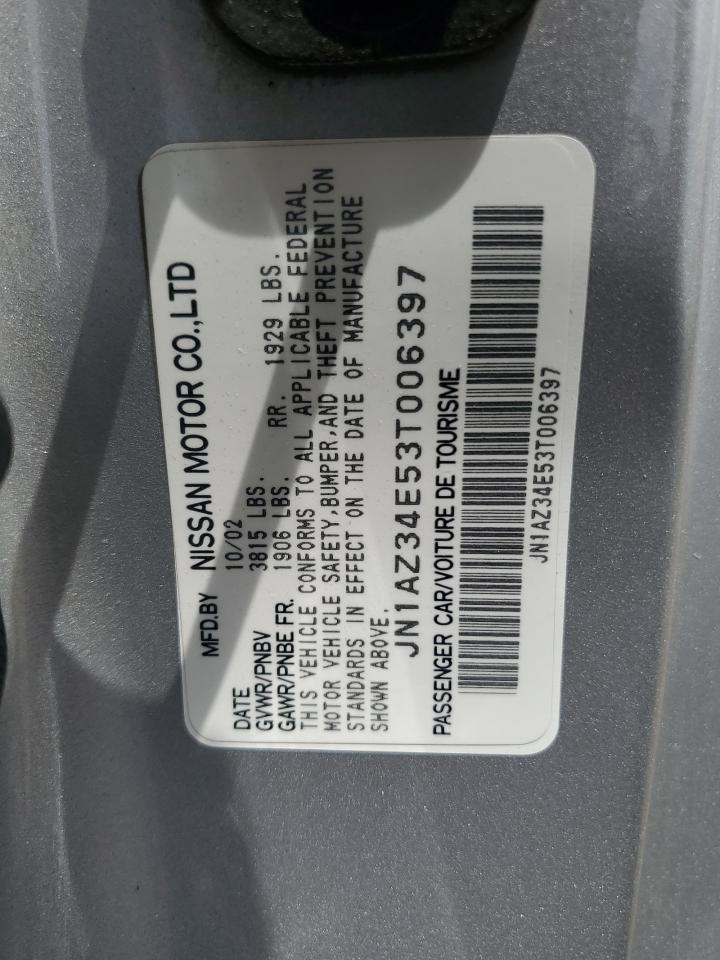 MFD.BY NISSAN MOTOR CO.,LTD
DATE 10/02
GVWR/PNBV 3815 LBS.
GAWR/PNBE FR. 1906 LBS. RR. 1929 LBS.
THIS VEHICLE CONFORMS TO ALL APPLICABLE FEDERAL
MOTOR VEHICLE SAFETY,BUMPER,AND THEFT PREVENTION
STANDARDS IN EFFECT ON THE DATE OF MANUFACTURE
SHOWN ABOVE.
JN1AZ34E53T006397
PASSENGER CAR/VOITURE DE TOURISME
JN1AZ34E53T006397